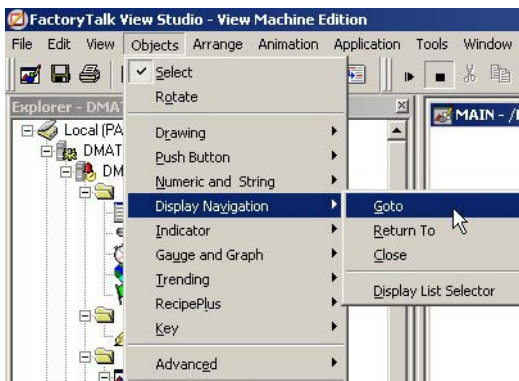 FactoryTalk View Studio - View Machine Edition
File Edit View Objects Arrange Animation Application Tools Window
Select
Rotate
Explorer - DMAT
MAIN - /
Local (PA
DMAT
DM
Drawing
Push Button
Numeric and String
Display Navigation
Goto
Indicator
Return To
Gauge and Graph
Close
Trending
Display List Selector
RecipePlus
Key
Advanced